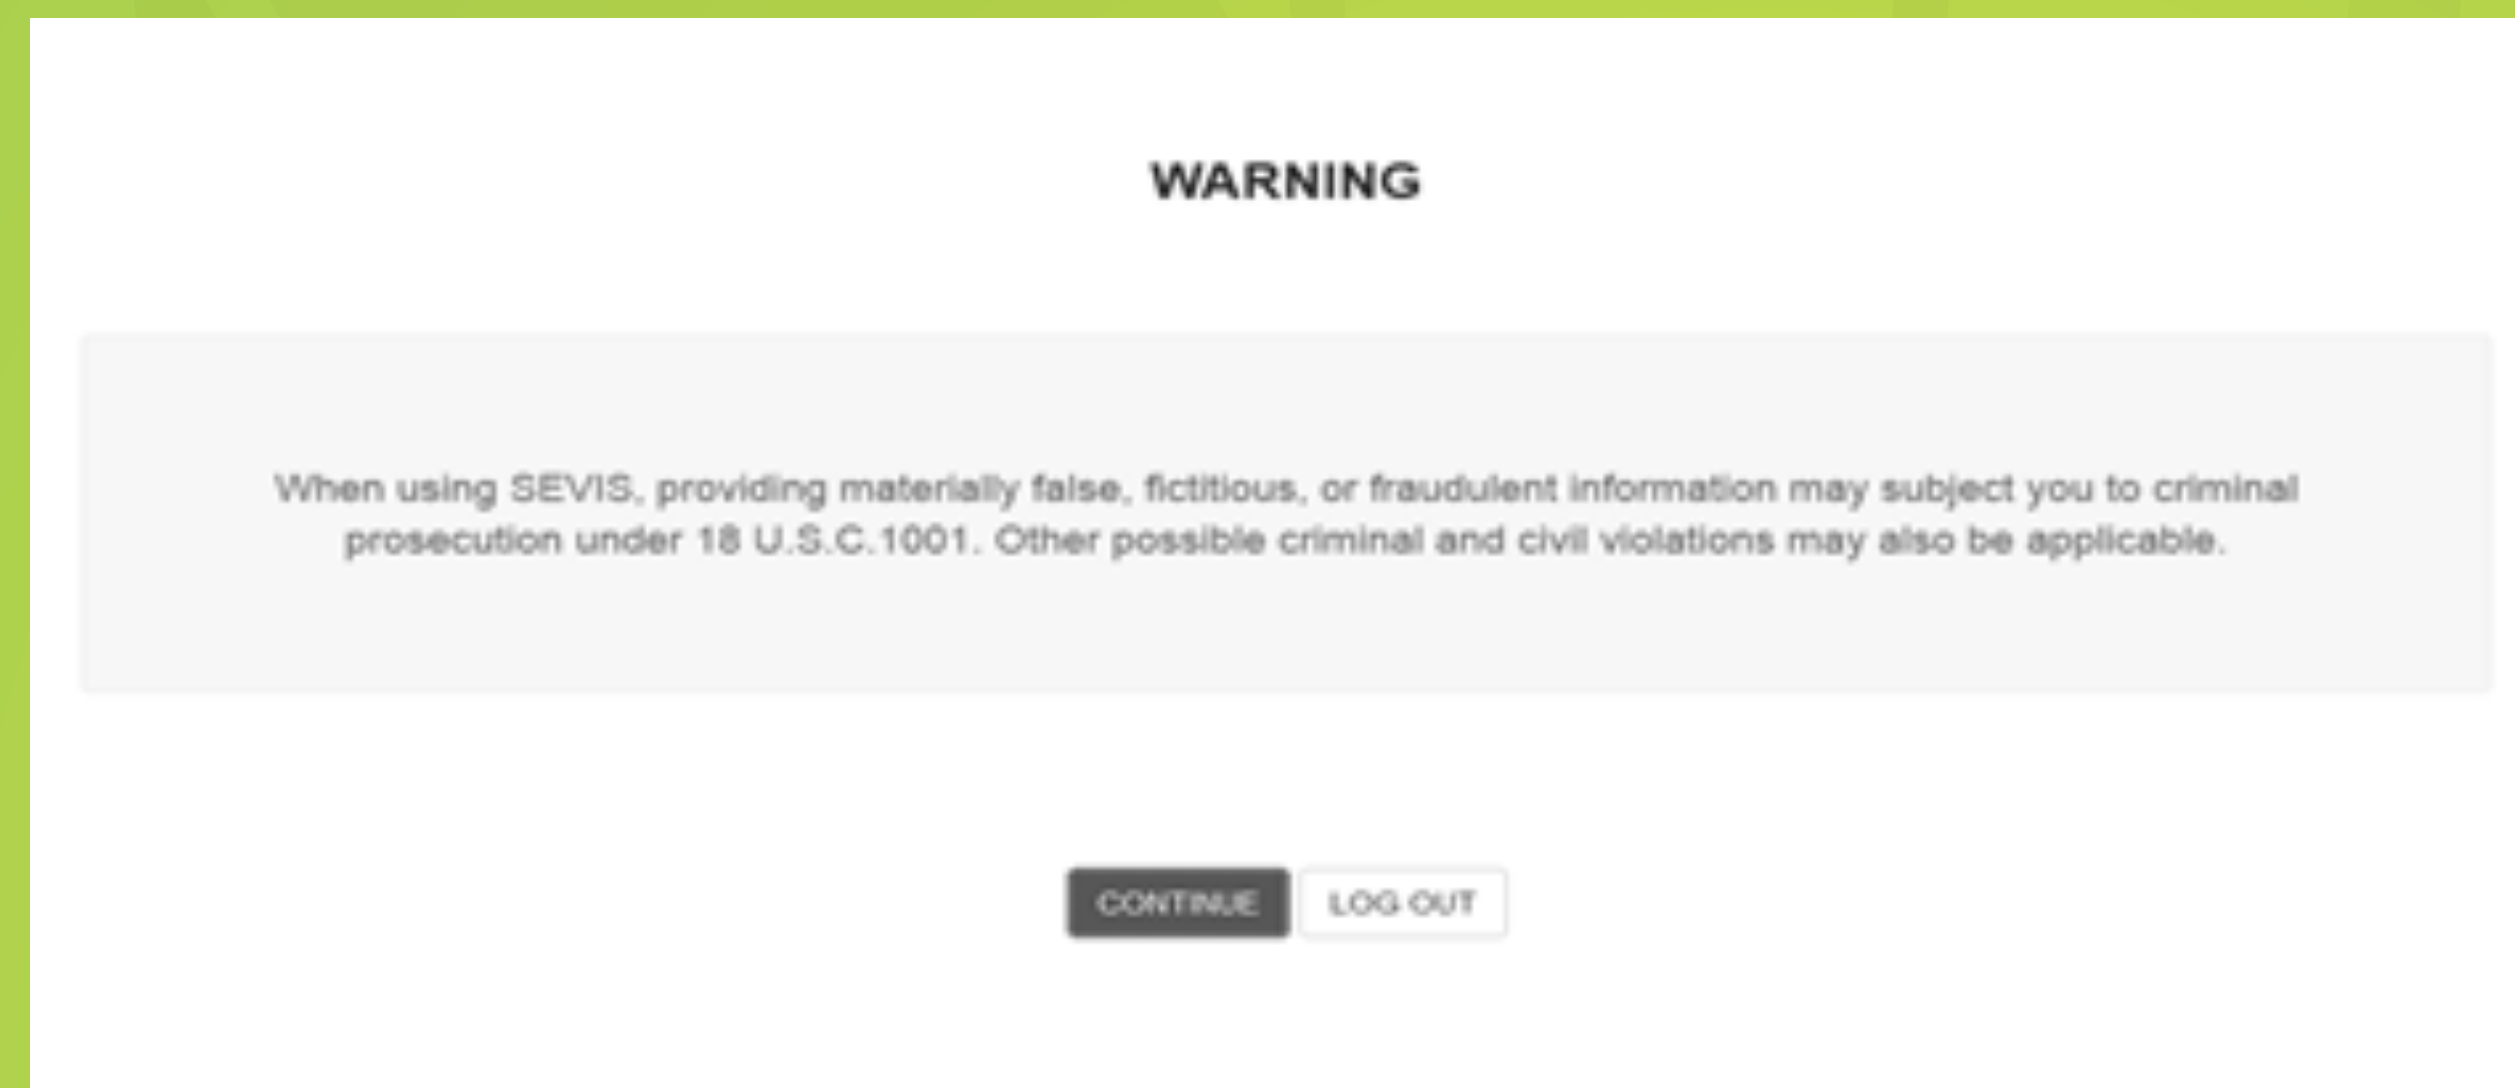 WARNING
When using SEVIS, providing materially false, fictitious, or fraudulent information may subject you to criminal
prosecution under 18 U.S.C.1001. Other possible criminal and civil violations may also be applicable.
CONTINUE LOG OUT